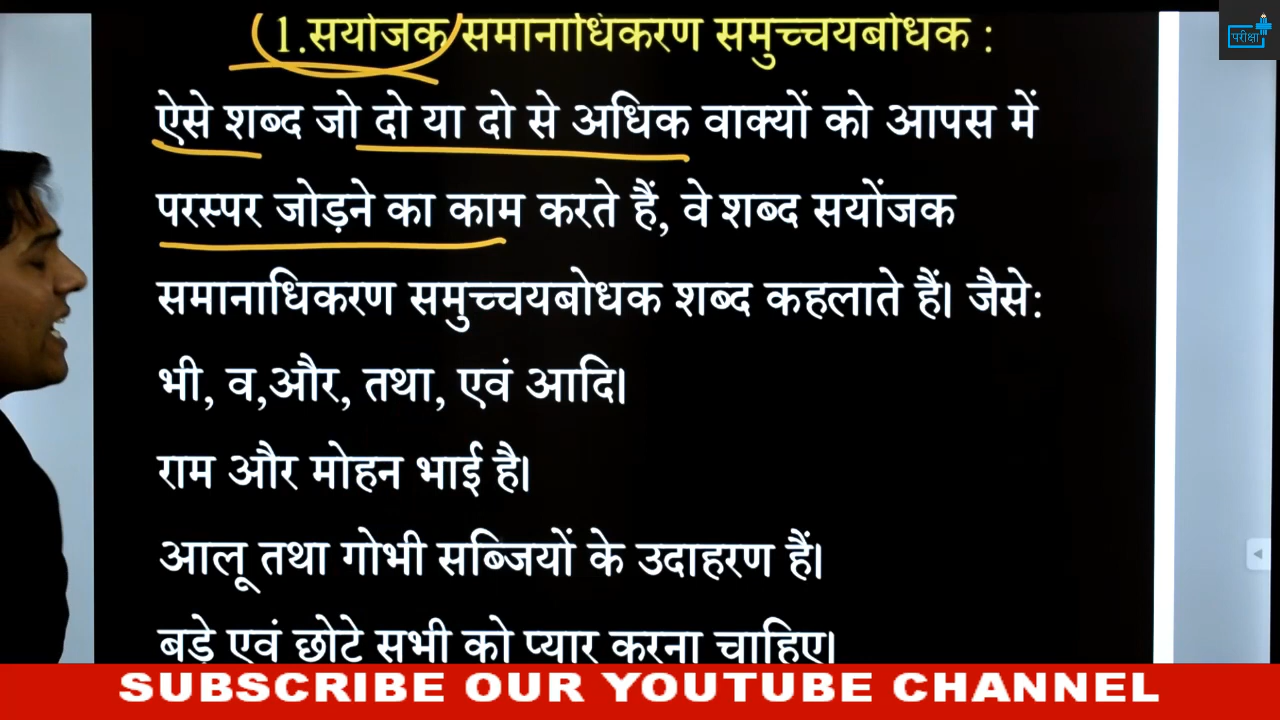 परीक्षा
1.सयोजक समानाधिकरण समुच्चयबोधक :
ऐसे शब्द जो दो या दो से अधिक वाक्यों को आपस में
परस्पर जोड़ने का काम करते हैं, वे शब्द सयोंजक
समानाधिकरण समुच्चयबोधक शब्द कहलाते हैं। जैसे:
भी, व,और, तथा, एवं आदि।
राम और मोहन भाई है।
आलू तथा गोभी सब्जियों के उदाहरण हैं।
बड़े एवं छोटे सभी को प्यार करना चाहिए।
SUBSCRIBE OUR YOUTUBE CHANNEL